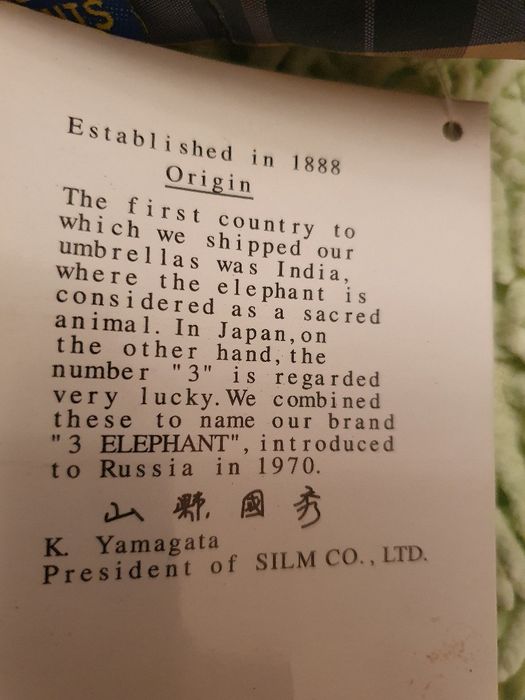 Established in 1888
Origin
The first country to
which we shipped our
umbrellas was India,
where the elephant is
considered as a sacred
animal. In Japan, on
the other hand, the
number "3" is regarded
very lucky. We combined
these to name our brand
"3 ELEPHANT", introduced
to Russia in 1970.
山 縣 國 秀
K. Yamagata
President of SILM CO., LTD.